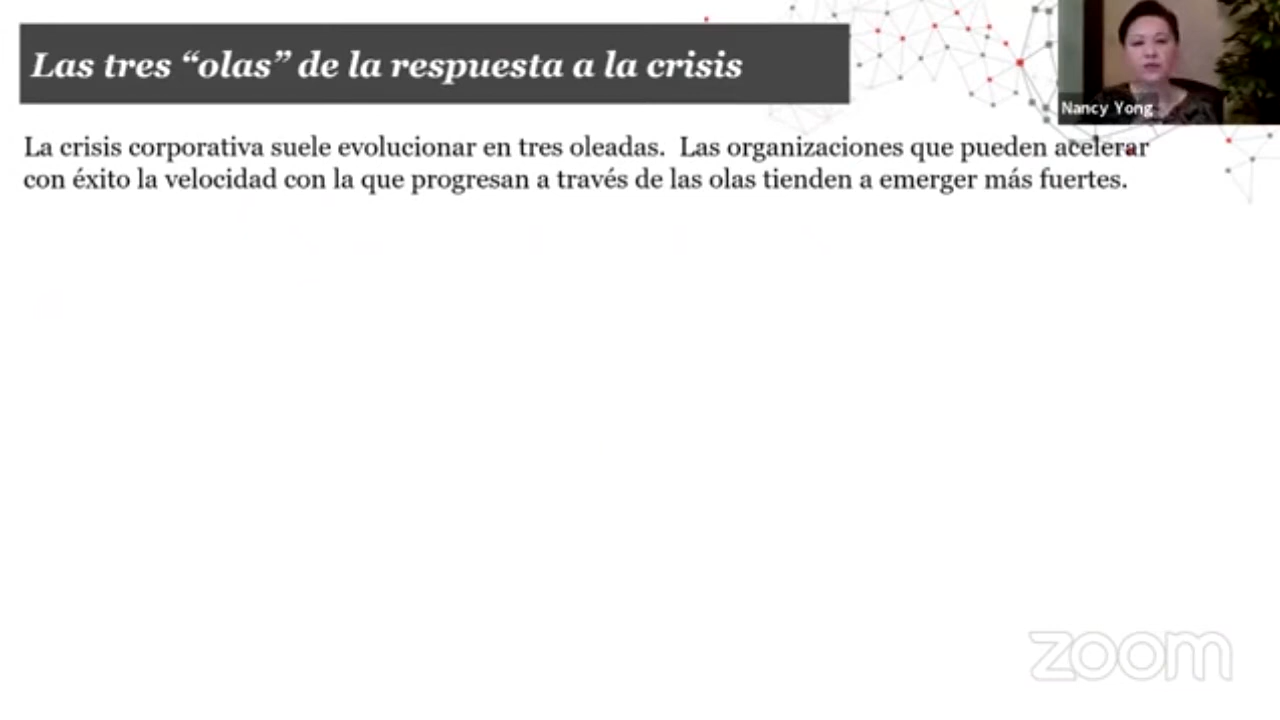 Las tres “olas” de la respuesta a la crisis
Nancy Yong
La crisis corporativa suele evolucionar en tres oleadas.  Las organizaciones que pueden acelerar
con éxito la velocidad con la que progresan a través de las olas tienden a emerger más fuertes.
zoom